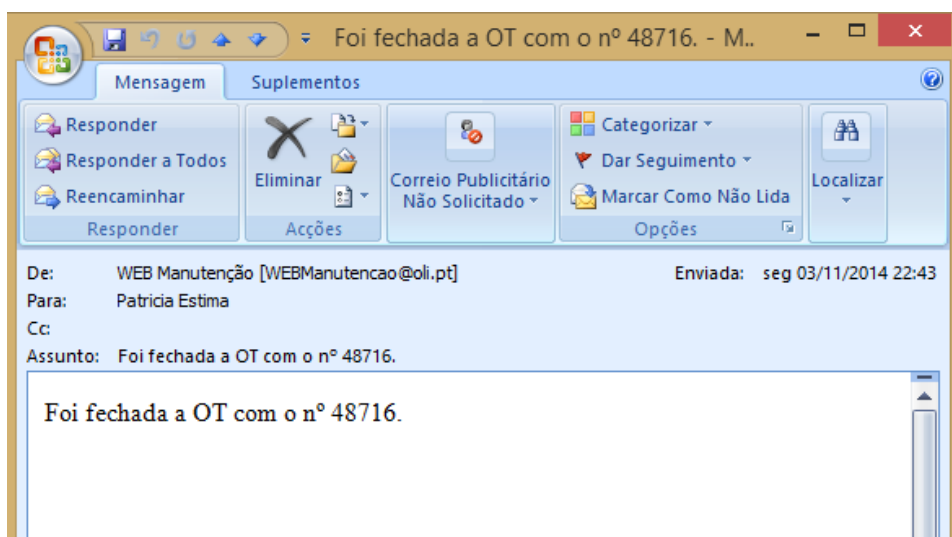 Foi fechada a OT com o nº 48716. - M..
Mensagem Suplementos
Responder
Responder a Todos
Reencaminhar
Responder
Eliminar
Acções
Correio Publicitário
Não Solicitado
Categorizar
Dar Seguimento
Marcar Como Não Lida
Opções
Localizar
De: WEB Manutenção [WEBManutencao@oli.pt] Enviada: seg 03/11/2014 22:43
Para: Patricia Estima
Cc:
Assunto: Foi fechada a OT com o nº 48716.
Foi fechada a OT com o nº 48716.